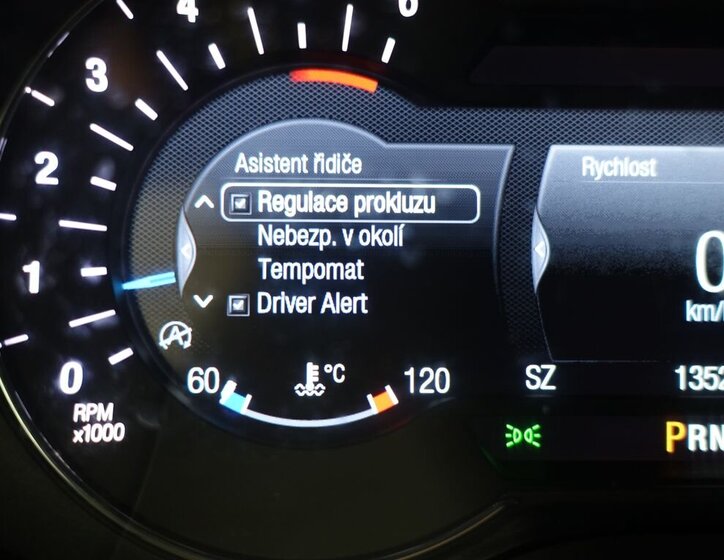 4
6
3
2
1
0
RPM
x1000
Asistent řidiče
Regulace prokluzu
Nebezp. v okolí
Tempomat
Driver Alert
60 °C 120
Rychlost
0
km/
SZ 1352
PRN